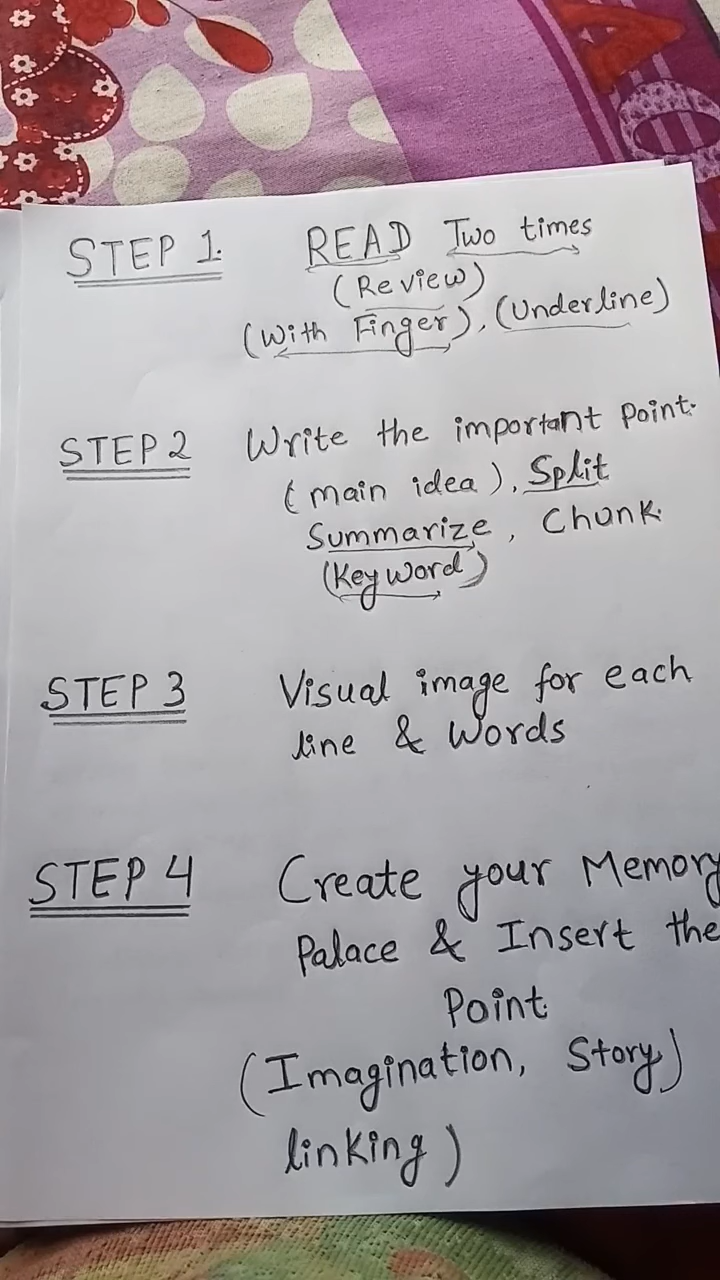 STEP 1. READ Two times
(Review)
(With Finger), (Underline)
STEP 2 Write the important Point.
(main idea), Split
Summarize, Chunk.
(Keyword)
STEP 3 Visual image for each
line & Words
STEP 4 Create your Memory
Palace & Insert the
Point.
(Imagination, Story)
linking)